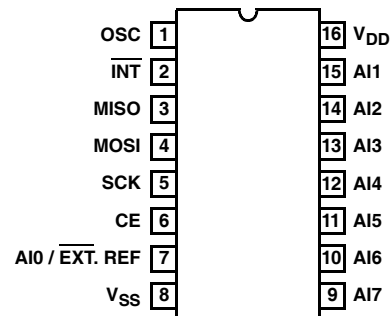 OSC 1 16 VDD
INT 2 15 AI1
MISO 3 14 AI2
MOSI 4 13 AI3
SCK 5 12 AI4
CE 6 11 AI5
AI0 / EXT. REF 7 10 AI6
VSS 8 9 AI7